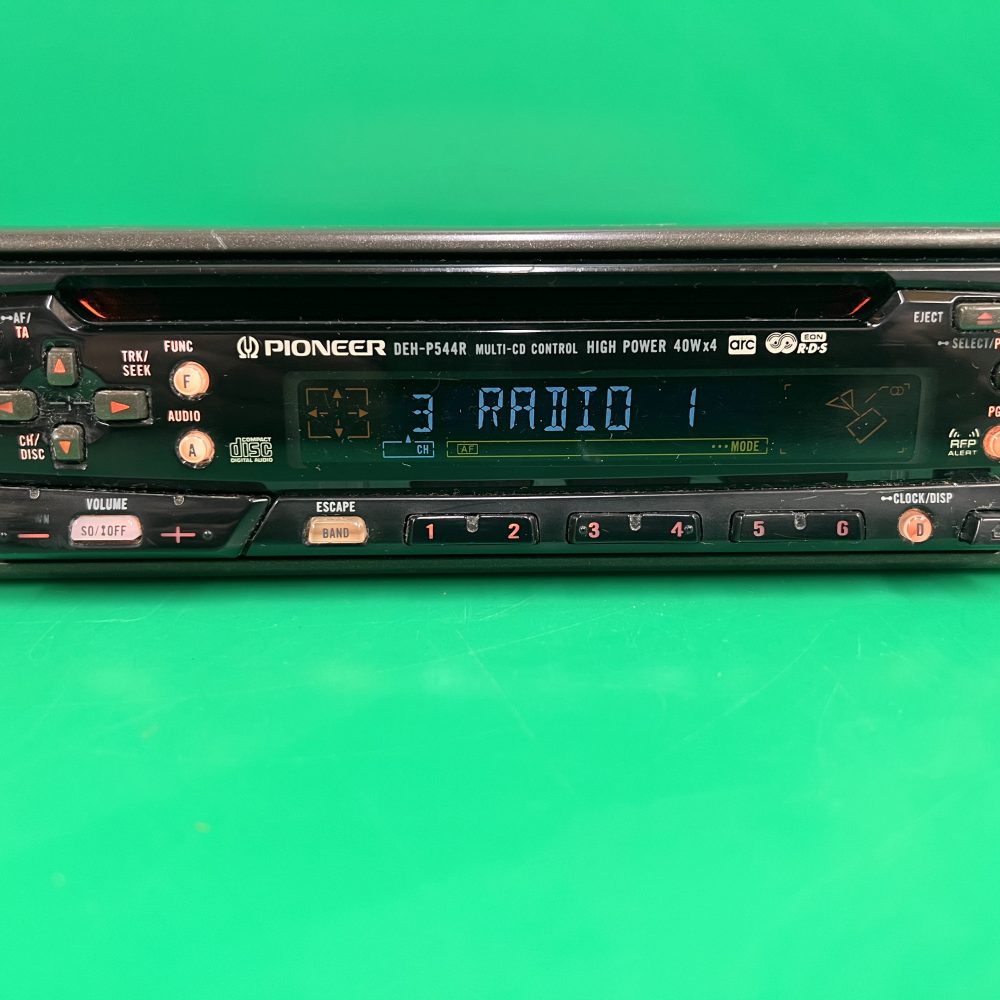 AF/
TA
TRK/
SEEK
FUNC
F
AUDIO
A
CH/
DISC
COMPACT
disc
DIGITAL AUDIO
PIONEER DEH-P544R MULTI-CD CONTROL HIGH POWER 40Wx4 arc EON R·D·S
3 RADIO 1
CH AF •••MODE
EJECT
SELECT/P
PG
RFP
ALERT
VOLUME
– SO/IOFF +
ESCAPE
BAND
1 2 3 4 5 6
CLOCK/DISP
D